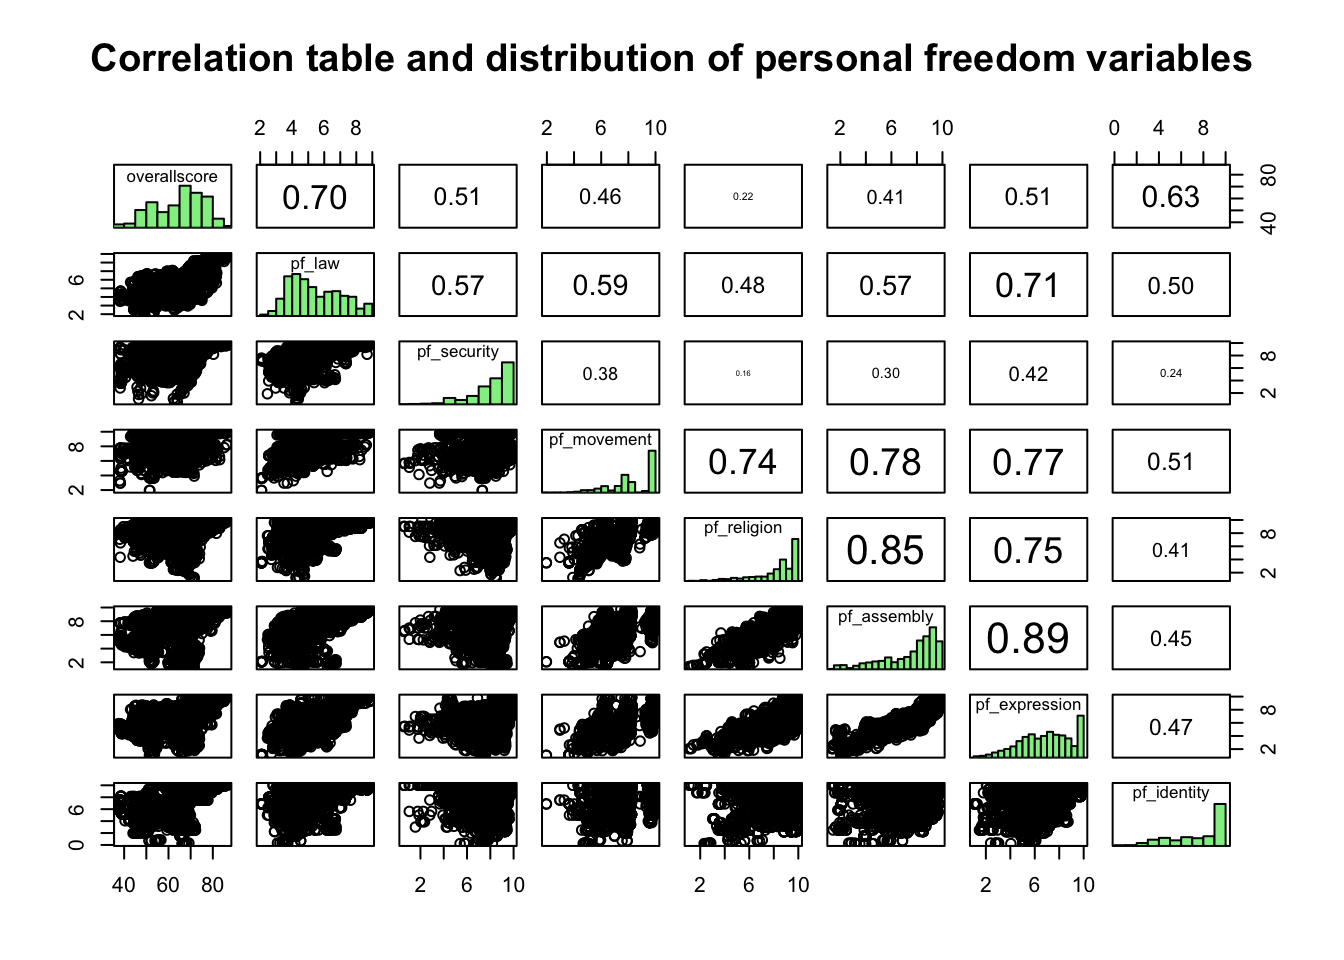 Correlation table and distribution of personal freedom variables
2 4 6 8 2 6 10 2 6 10 0 4 8
overallscore 0.70 0.51 0.46 0.22 0.41 0.51 0.63 40 80
2 6 pf_law 0.57 0.59 0.48 0.57 0.71 0.50
pf_security 0.38 0.16 0.30 0.42 0.24 2 8
2 8 pf_movement 0.74 0.78 0.77 0.51
pf_religion 0.85 0.75 0.41 2 8
2 8 pf_assembly 0.89 0.45
pf_expression 0.47 2 8
0 6 pf_identity
40 60 80 2 6 10 2 6 10 2 6 10